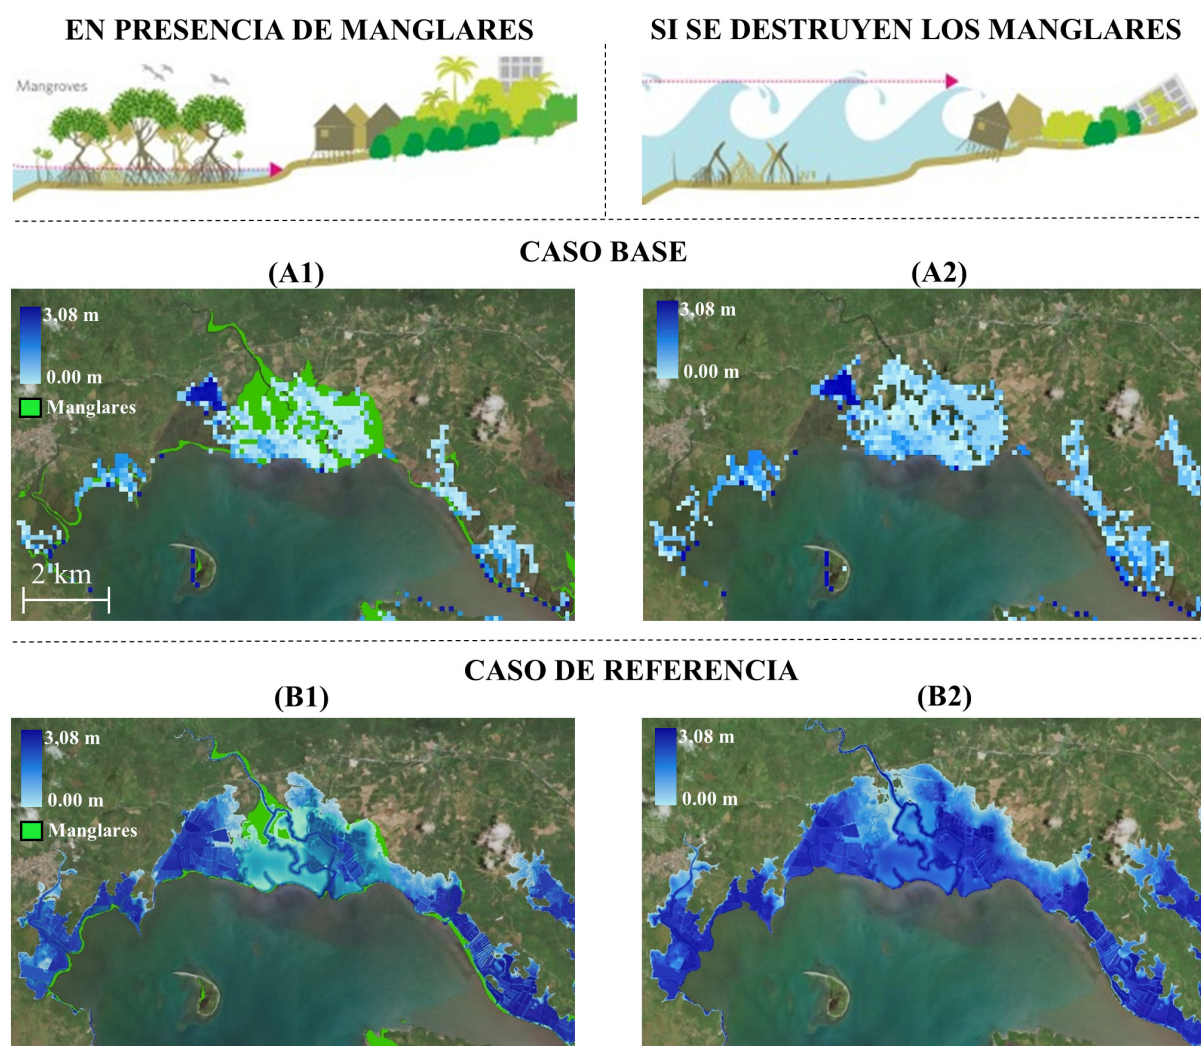 EN PRESENCIA DE MANGLARES
SI SE DESTRUYEN LOS MANGLARES
Mangroves
CASO BASE
(A1)
(A2)
3,08 m
0.00 m
Manglares
2 km
3,08 m
0.00 m
CASO DE REFERENCIA
(B1)
(B2)
3,08 m
0.00 m
Manglares
3,08 m
0.00 m